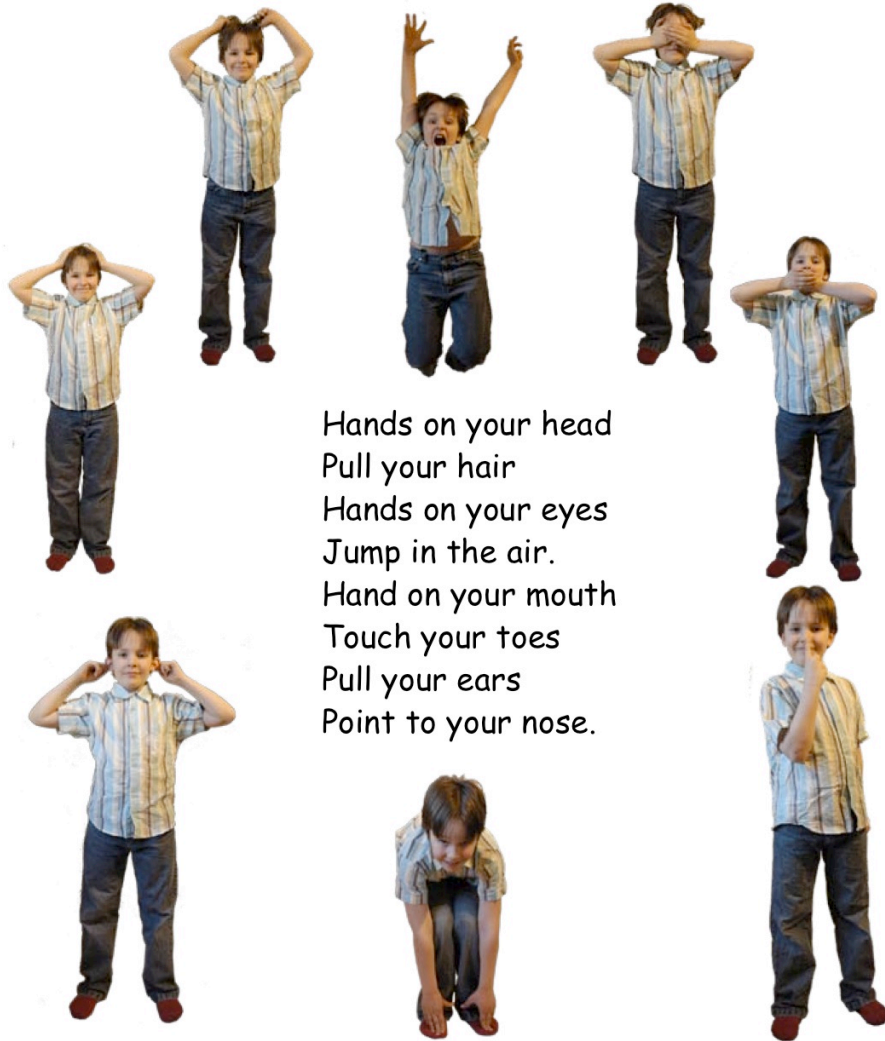 Hands on your head
Pull your hair
Hands on your eyes
Jump in the air.
Hand on your mouth
Touch your toes
Pull your ears
Point to your nose.